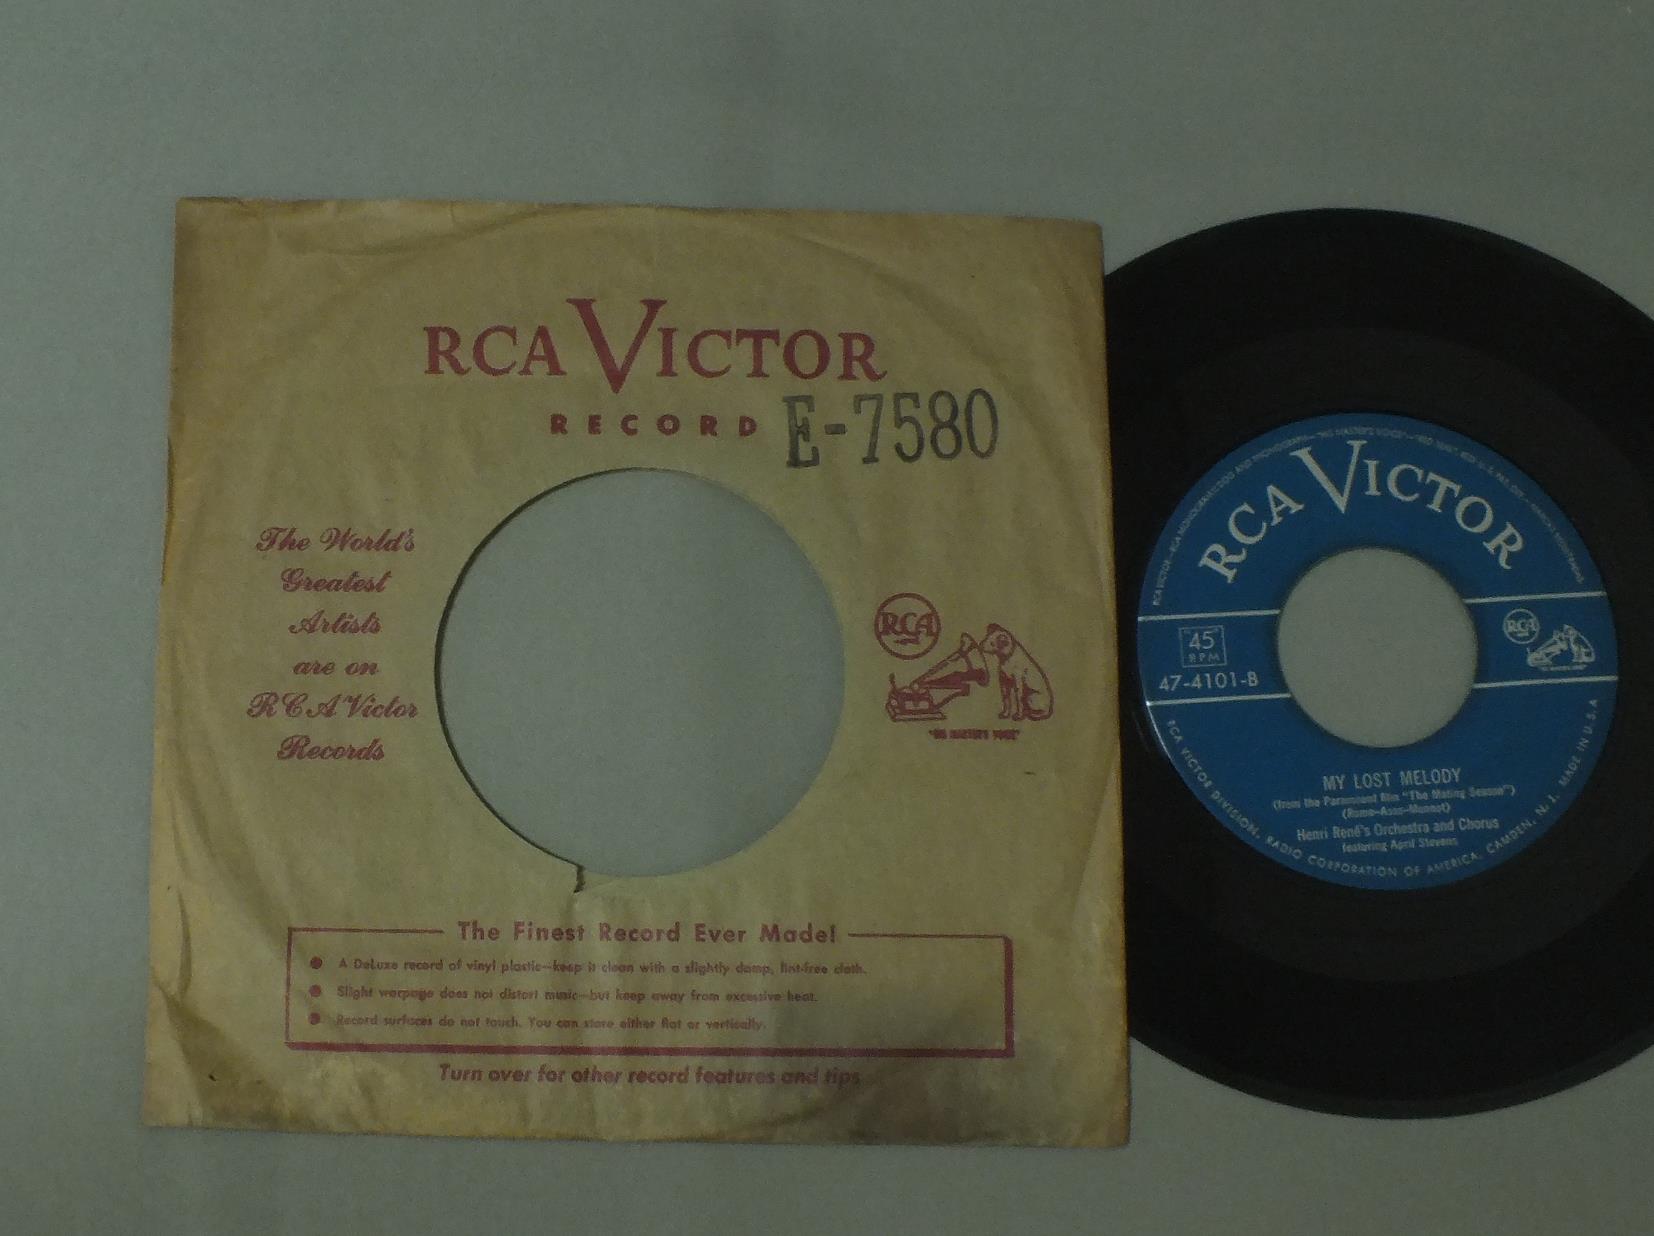 RCA VICTOR
RECORD
E-7580
The World's
Greatest
Artists
are on
RCA Victor
Records
RCA
"HIS MASTER'S VOICE"
The Finest Record Ever Made!
A DeLuxe record of vinyl plastic—keep it clean with a slightly damp, lint-free cloth.
Slight warpage does not distort music—but keep away from excessive heat.
Record surfaces do not touch. You can store either flat or vertically.
Turn over for other record features and tips
RCA VICTOR
45
RPM
47-4101-B
RCA
MY LOST MELODY
(from the Paramount film "The Mating Season")
Henri René's Orchestra and Chorus
featuring April Stevens
RCA VICTOR DIVISION, RADIO CORPORATION OF AMERICA, CAMDEN, N. J. MADE IN U.S.A